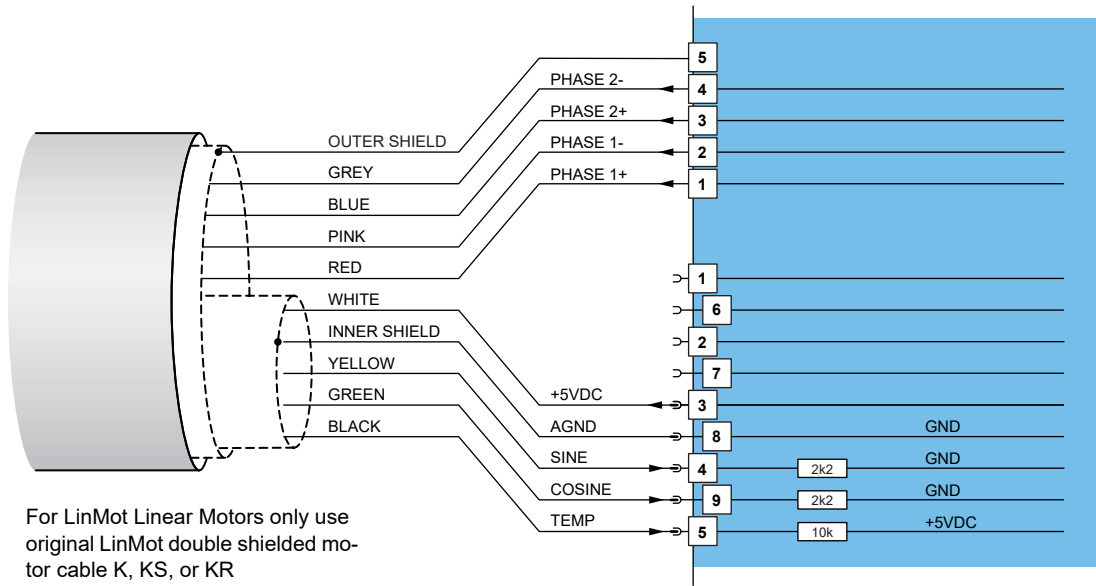 5
PHASE 2-
4
PHASE 2+
3
OUTER SHIELD
PHASE 1-
2
GREY
PHASE 1+
1
BLUE
PINK
RED
1
WHITE
6
INNER SHIELD
2
YELLOW
7
GREEN
+5VDC
3
BLACK
AGND
8
GND
SINE
4
2k2
GND
COSINE
9
2k2
GND
TEMP
5
10k
+5VDC
For LinMot Linear Motors only use
original LinMot double shielded mo-
tor cable K, KS, or KR